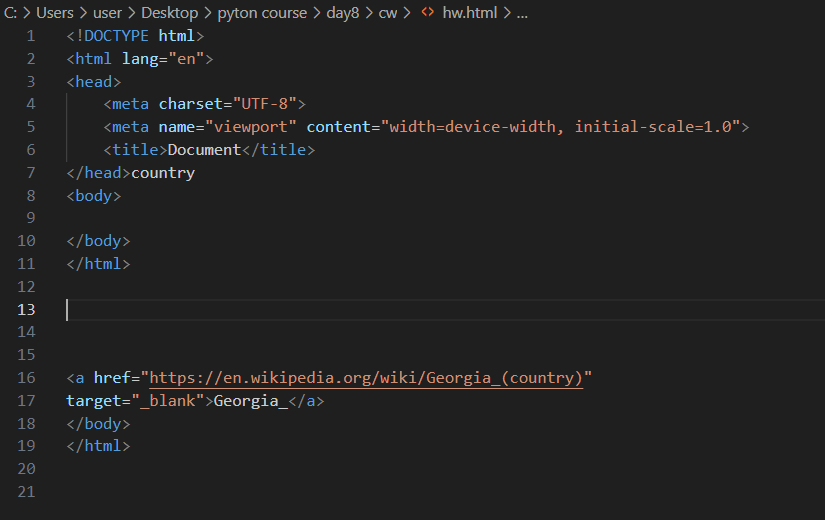 C: > Users > user > Desktop > pyton course > day8 > cw > <> hw.html > ...
1 <!DOCTYPE html>
2 <html lang="en">
3 <head>
4     <meta charset="UTF-8">
5     <meta name="viewport" content="width=device-width, initial-scale=1.0">
6     <title>Document</title>
7 </head>country
8 <body>
9
10 </body>
11 </html>
12
13
14
15
16 <a href="https://en.wikipedia.org/wiki/Georgia_(country)"
17 target="_blank">Georgia_</a>
18 </body>
19 </html>
20
21